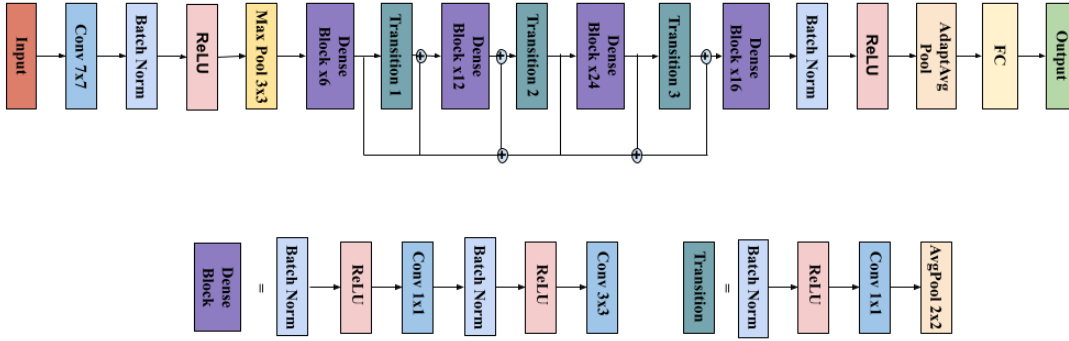 Input
Conv 7x7
Batch Norm
ReLU
Max Pool 3x3
Dense
Block x6
Transition 1
+
Dense
Block x12
+
Transition 2
Dense
Block x24
Transition 3
+
Dense
Block x16
Batch Norm
ReLU
AdaptAvg
Pool
FC
Output
+
+
Dense
Block
=
Batch Norm
ReLU
Conv 1x1
Batch Norm
ReLU
Conv 3x3
Transition
=
Batch Norm
ReLU
Conv 1x1
AvgPool 2x2